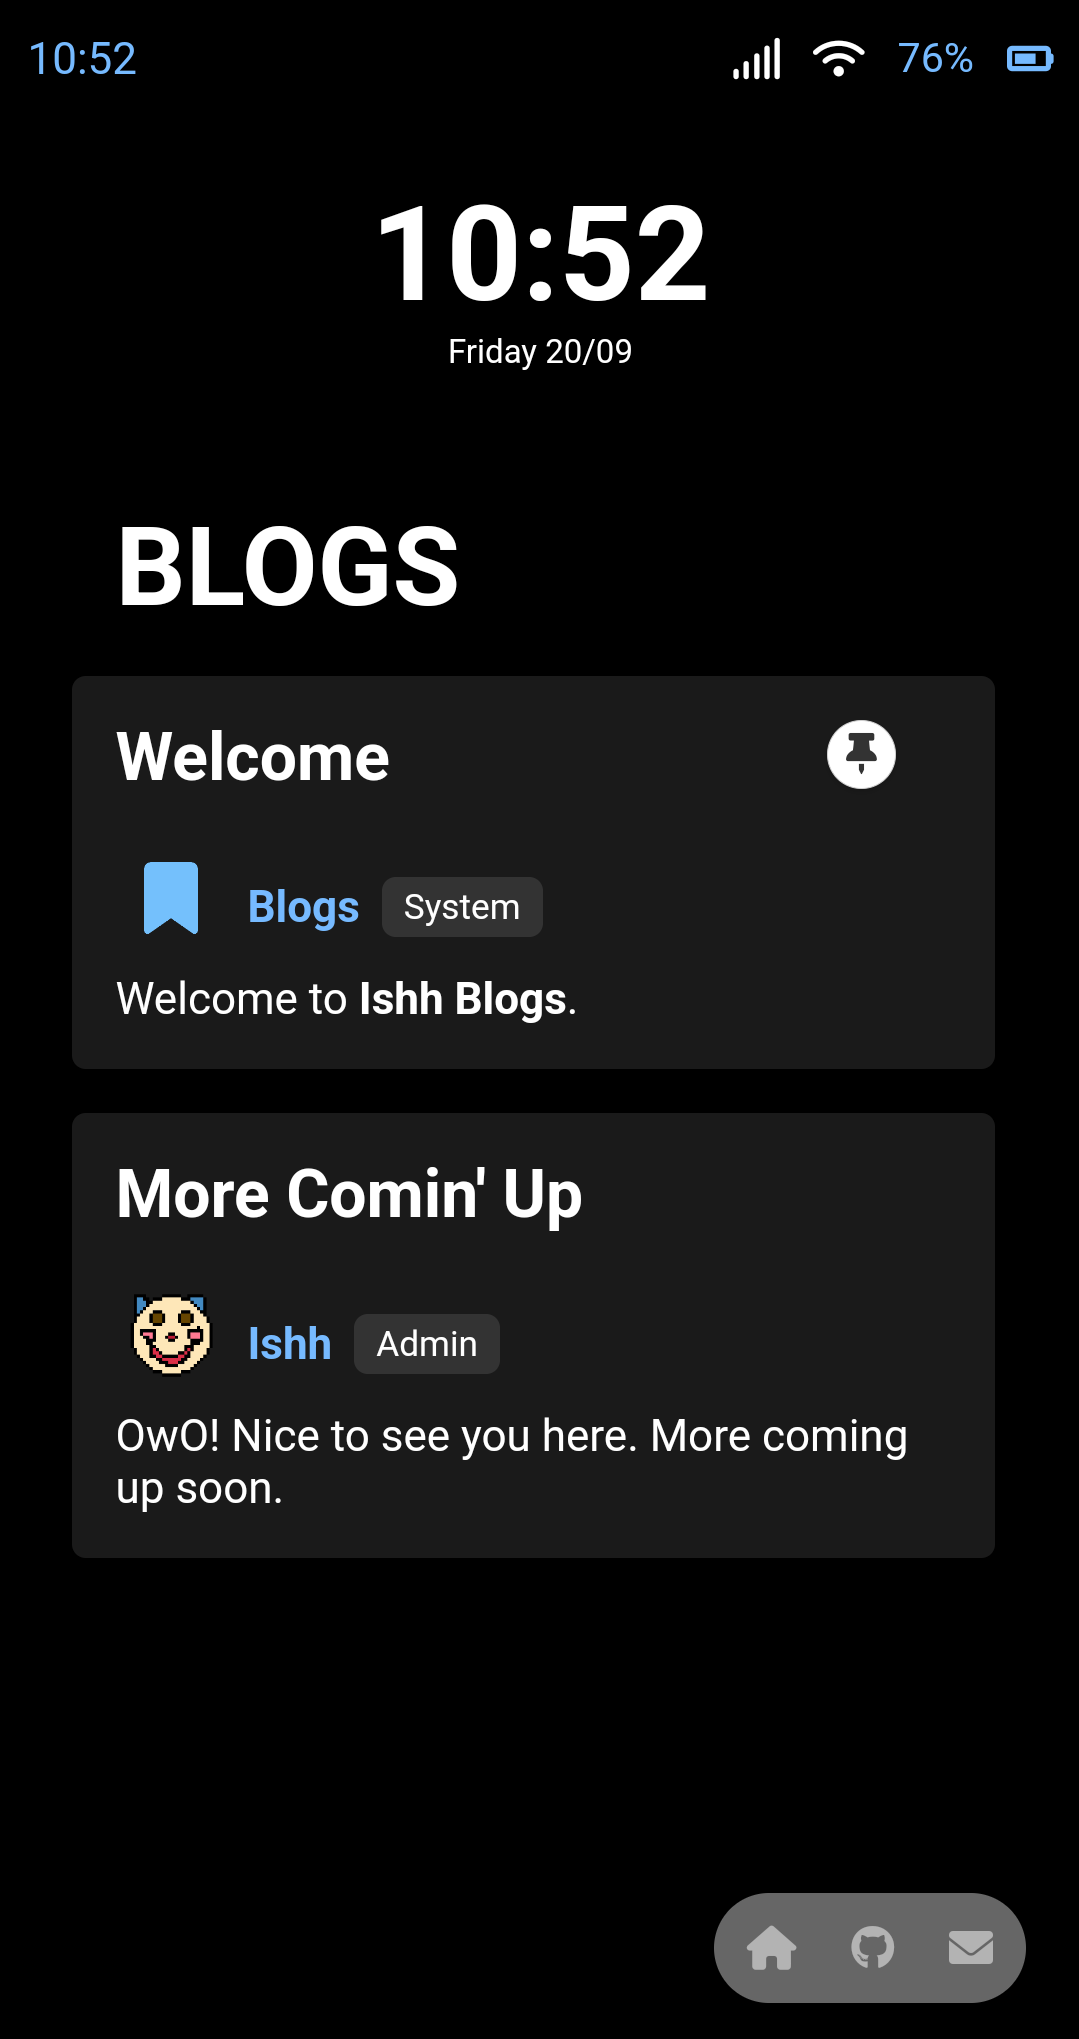 10:52 76%
10:52
Friday 20/09
BLOGS
Welcome
Blogs System
Welcome to Ishh Blogs.
More Comin' Up
Ishh Admin
OwO! Nice to see you here. More coming
up soon.